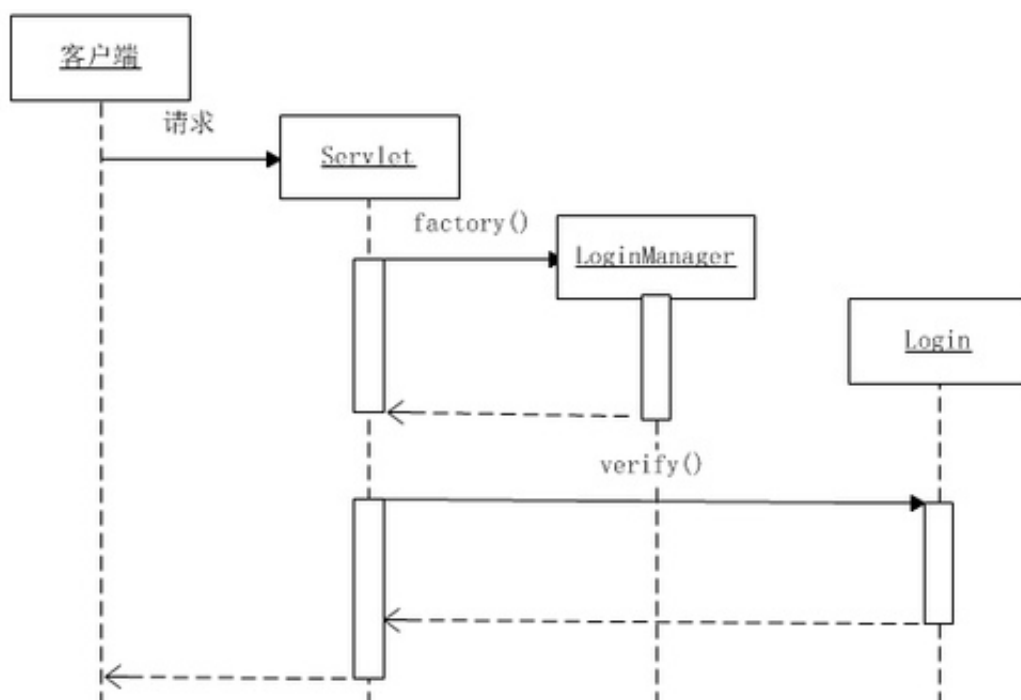 客户端
请求
Servlet
factory()
LoginManager
Login
verify()